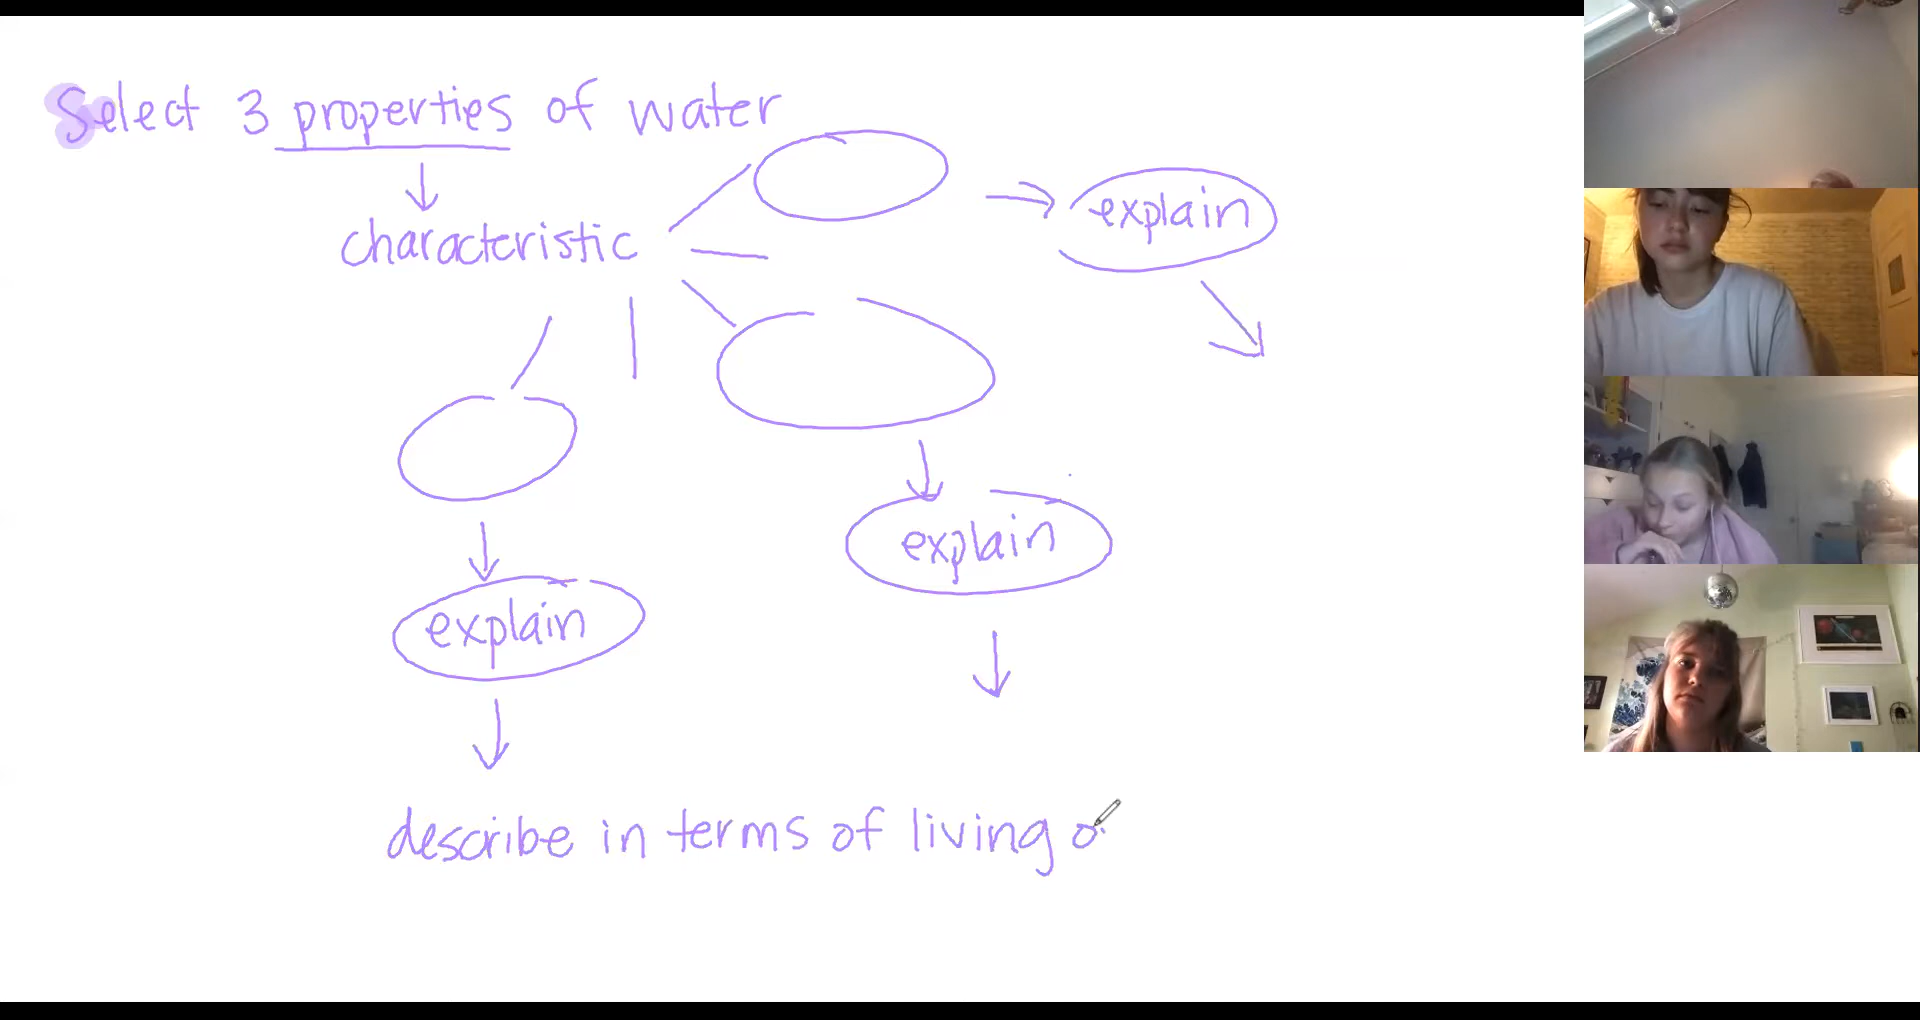 Select 3 properties of water
characteristic
explain
explain
explain
describe in terms of living o